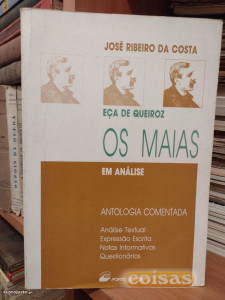 JOSÉ RIBEIRO DA COSTA
EÇA DE QUEIROZ
OS MAIAS
EM ANÁLISE
ANTOLOGIA COMENTADA
Análise Textual
Expressão Escrita
Notas Informativas
Questionários
PORTO
coisas